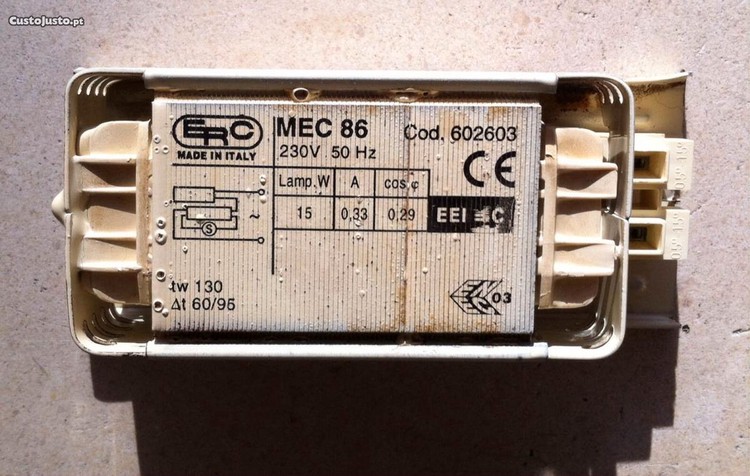 CustoJusto.pt
ERC
MADE IN ITALY
MEC 86
230V 50 Hz
Cod. 602603
CE
Lamp. W A cos φ
15 0,33 0,29
EEI = C
~
S
tw 130
Δt 60/95
03